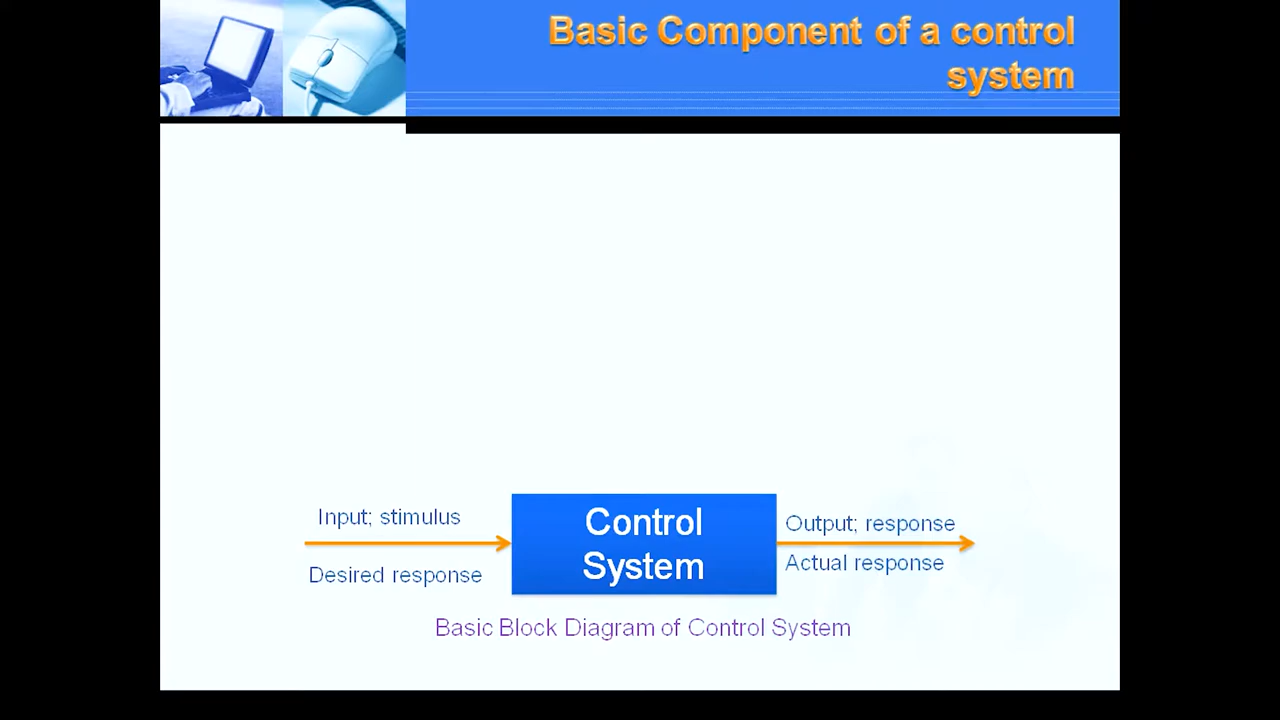 Basic Component of a control
system
Input; stimulus
Desired response
Control
System
Output; response
Actual response
Basic Block Diagram of Control System